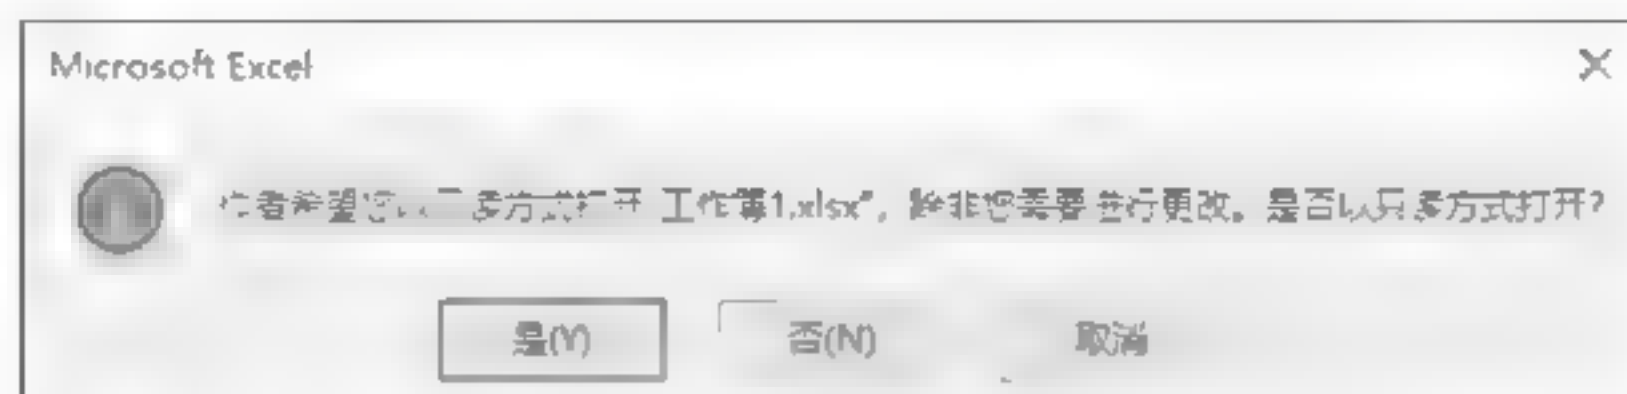 Microsoft Excel
作者希望您以只读方式打开"工作簿1.xlsx"，除非您需要进行更改。是否以只读方式打开?
是(Y)
否(N)
取消